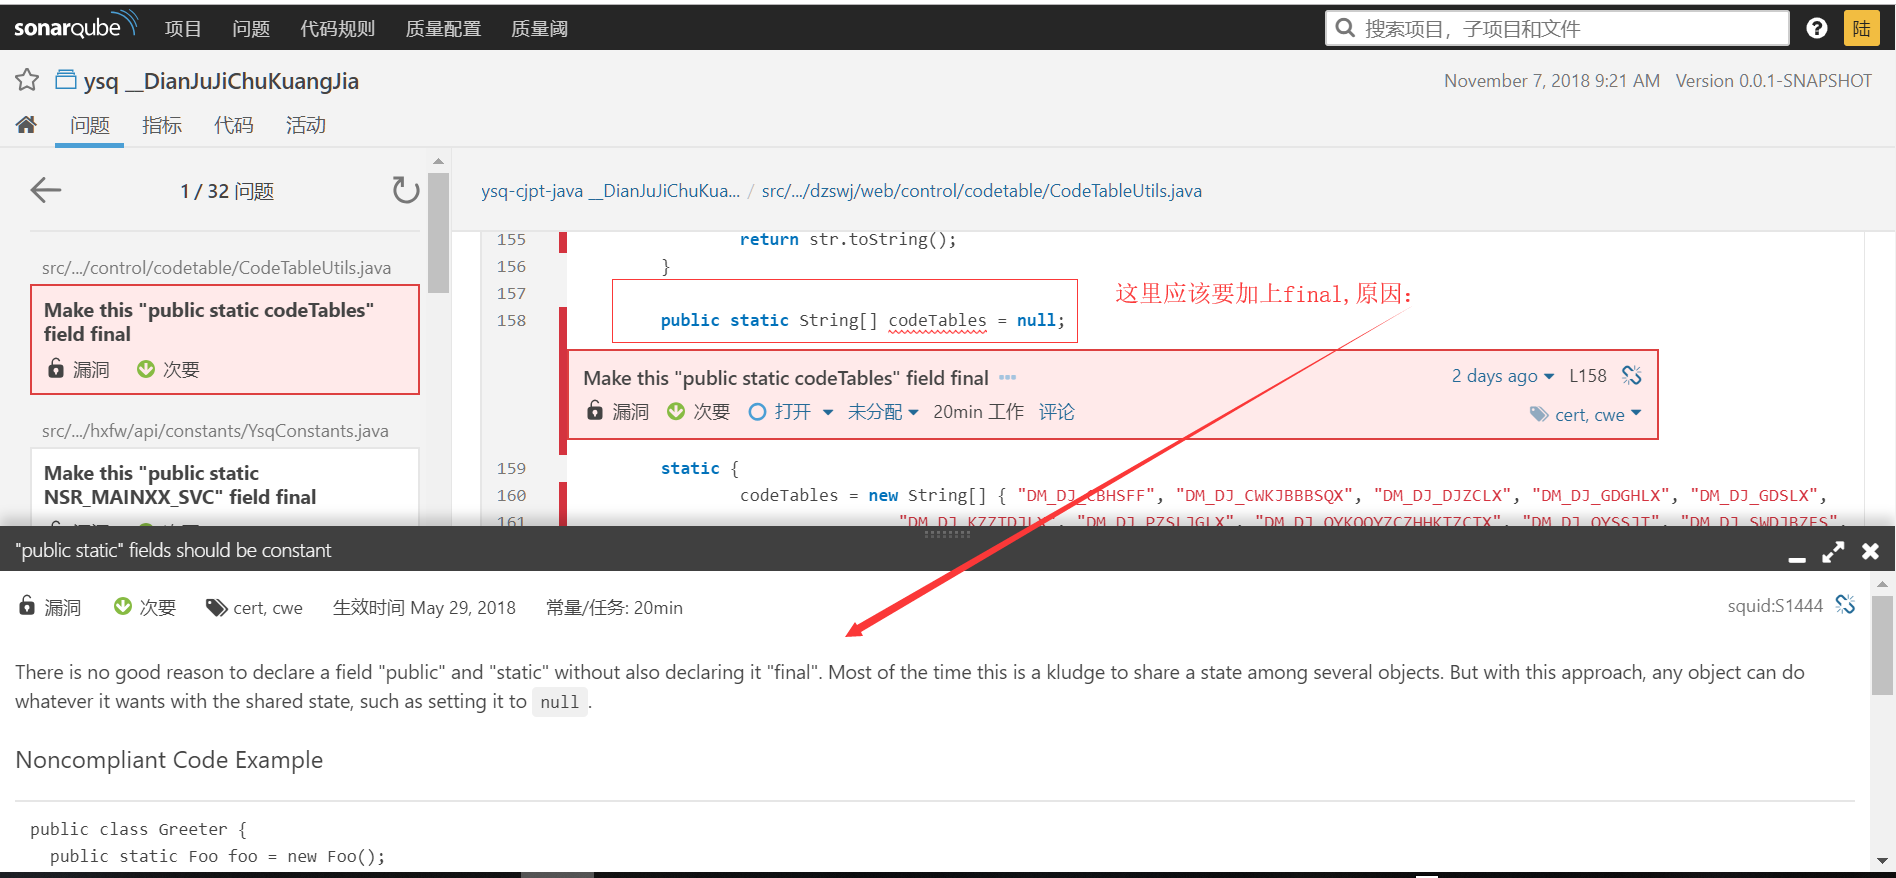 sonarqube 项目 问题 代码规则 质量配置 质量阈 搜索项目，子项目和文件 陆
ysq __DianJuJiChuKuangJia November 7, 2018 9:21 AM Version 0.0.1-SNAPSHOT
问题 指标 代码 活动
1 / 32 问题
src/.../control/codetable/CodeTableUtils.java
Make this "public static codeTables"
field final
漏洞 次要
src/.../hxfw/api/constants/YsqConstants.java
Make this "public static
NSR_MAINXX_SVC" field final
ysq-cjpt-java __DianJuJiChuKua... / src/.../dzswj/web/control/codetable/CodeTableUtils.java
155 return str.toString();
156 }
157
这里应该要加上final,原因：
158 public static String[] codeTables = null;
Make this "public static codeTables" field final ••• 2 days ago L158
漏洞 次要 打开 未分配 20min 工作 评论 cert, cwe
159 static {
160 codeTables = new String[] { "DM_DJ_CBHSFF", "DM_DJ_CWKJBBBSQX", "DM_DJ_DJZCLX", "DM_DJ_GDGHLX", "DM_DJ_GDSLX",
161
"public static" fields should be constant
漏洞 次要 cert, cwe 生效时间 May 29, 2018 常量/任务: 20min squid:S1444
There is no good reason to declare a field "public" and "static" without also declaring it "final". Most of the time this is a kludge to share a state among several objects. But with this approach, any object can do
whatever it wants with the shared state, such as setting it to null.
Noncompliant Code Example
public class Greeter {
public static Foo foo = new Foo();